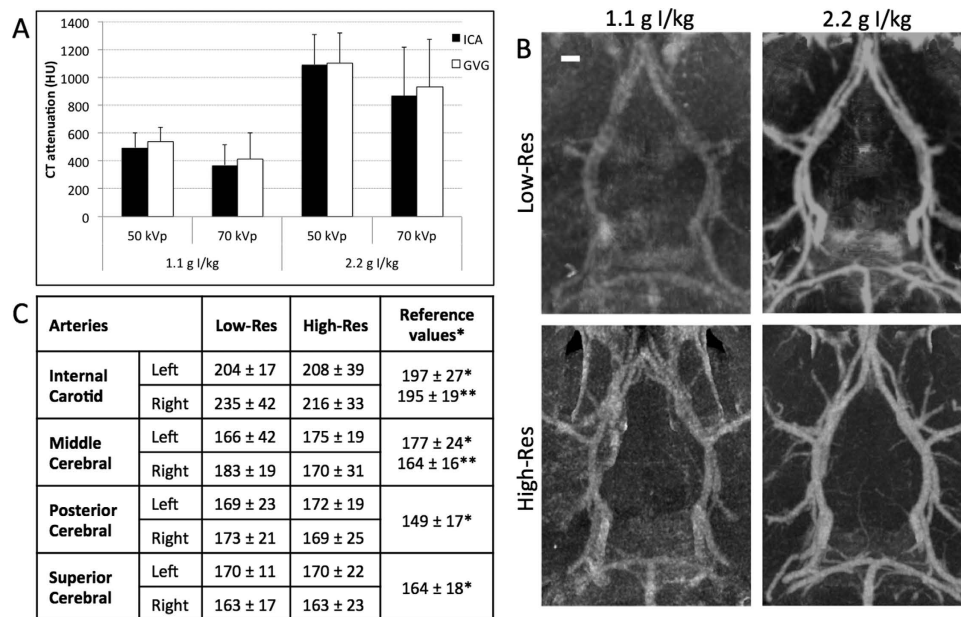 A
CT attenuation (HU)
1400
1200
1000
800
600
400
200
0
ICA
GVG
50 kVp 70 kVp 50 kVp 70 kVp
1.1 g I/kg 2.2 g I/kg
B
1.1 g I/kg 2.2 g I/kg
Low-Res
High-Res
C
Arteries Low-Res High-Res Reference values*
Internal Carotid Left 204 ± 17 208 ± 39 197 ± 27*
Right 235 ± 42 216 ± 33 195 ± 19**
Middle Cerebral Left 166 ± 42 175 ± 19 177 ± 24*
Right 183 ± 19 170 ± 31 164 ± 16**
Posterior Cerebral Left 169 ± 23 172 ± 19 149 ± 17*
Right 173 ± 21 169 ± 25
Superior Cerebral Left 170 ± 11 170 ± 22 164 ± 18*
Right 163 ± 17 163 ± 23